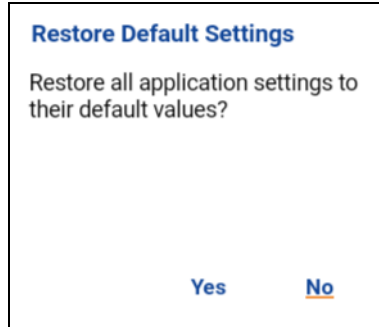 Restore Default Settings
Restore all application settings to
their default values?
Yes No